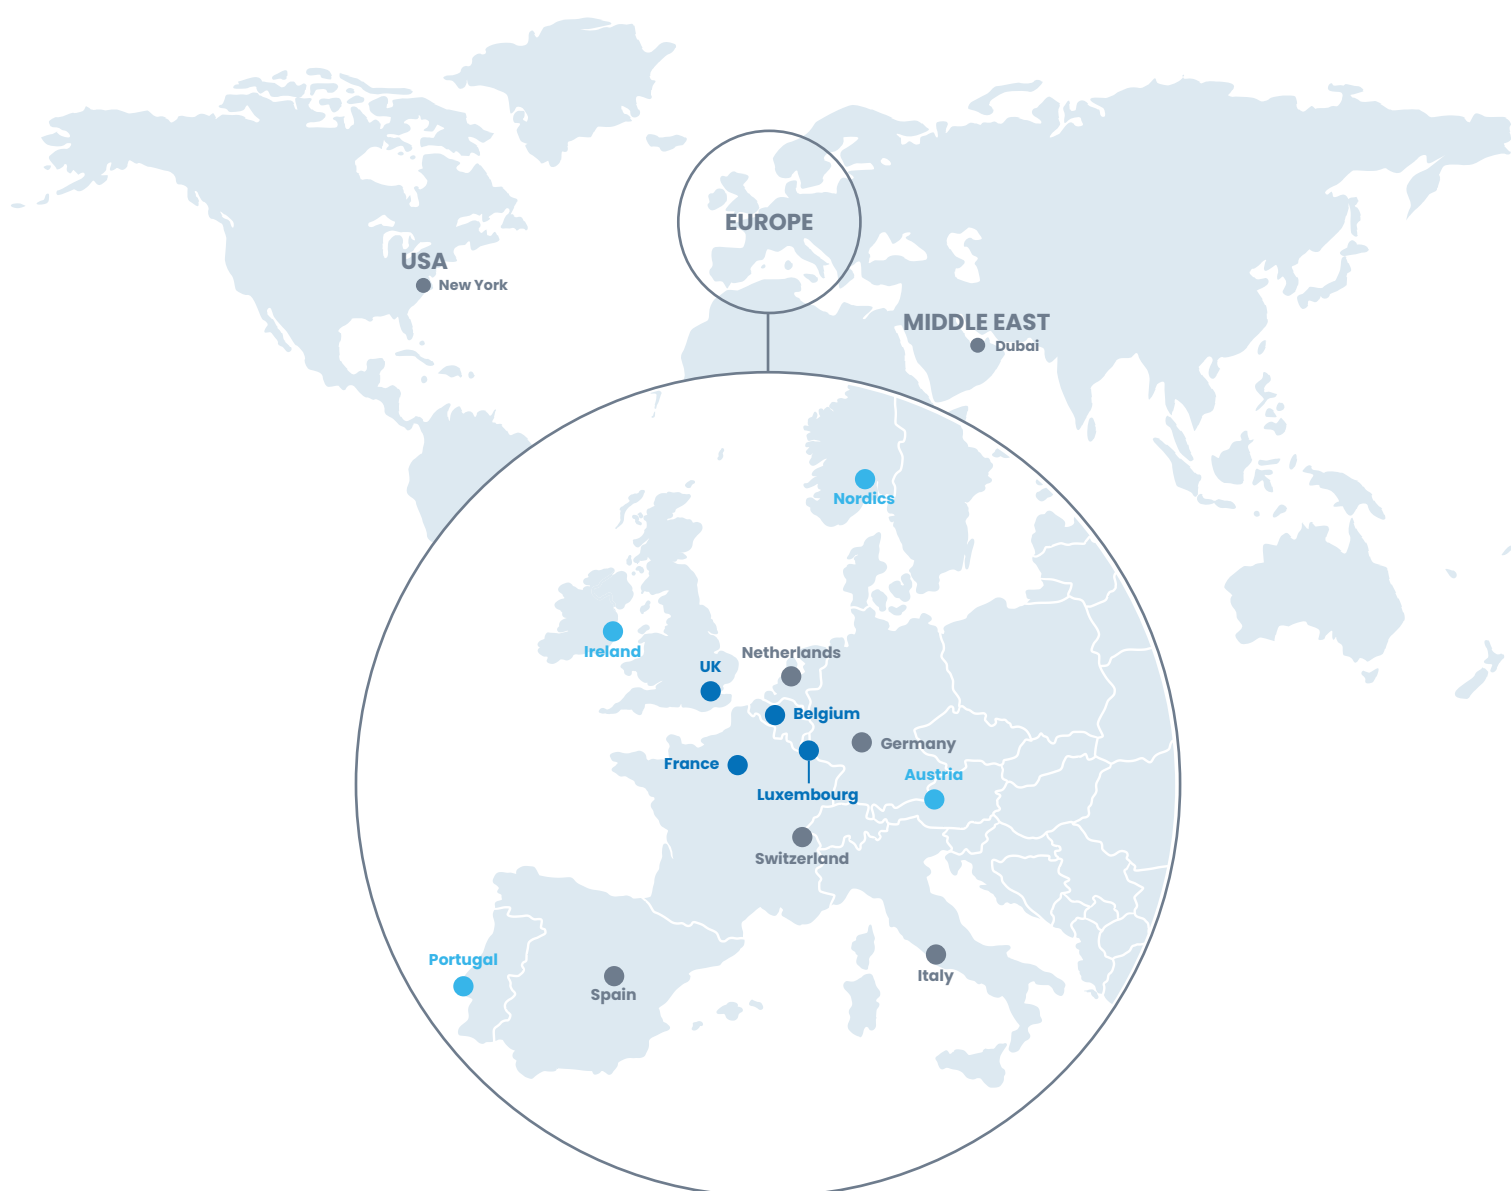 EUROPE
USA
New York
MIDDLE EAST
Dubai
Nordics
Ireland
Netherlands
UK
Belgium
Germany
France
Austria
Luxembourg
Switzerland
Portugal
Spain
Italy